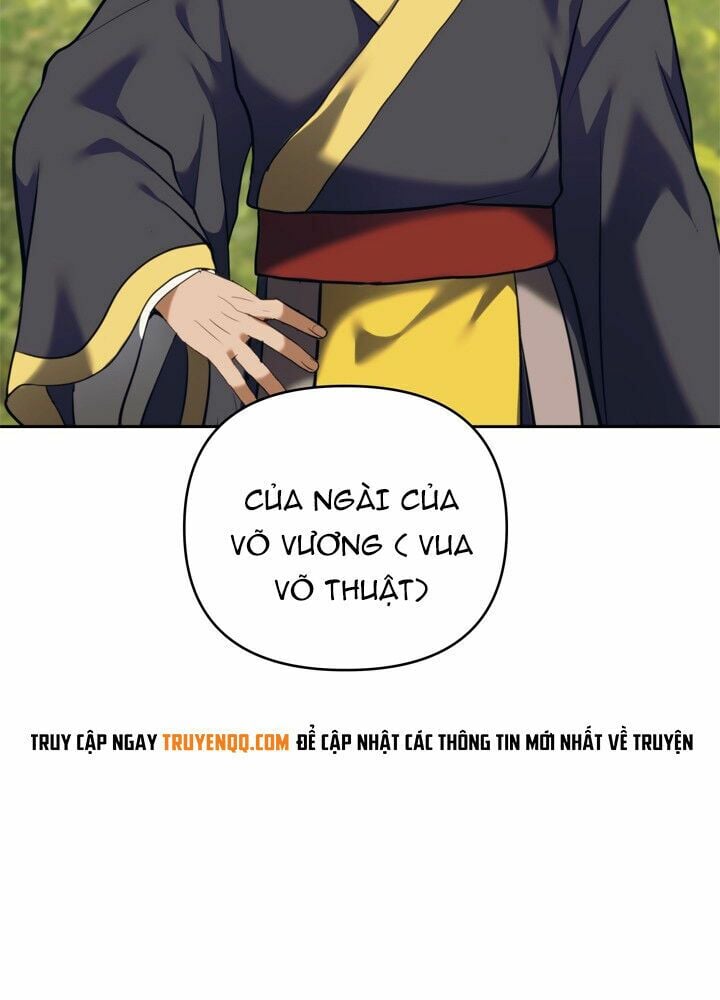 CỦA NGÀI CỦA
VÕ VƯƠNG ( VUA
VÕ THUẬT)
TRUY CẬP NGAY TRUYENQQ.COM ĐỂ CẬP NHẬT CÁC THÔNG TIN MỚI NHẤT VỀ TRUYỆN